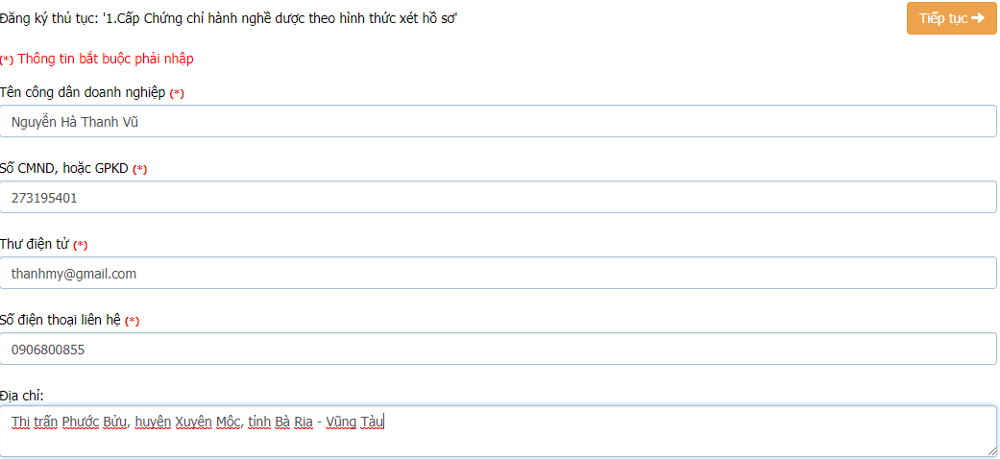 Đăng ký thủ tục: '1.Cấp Chứng chỉ hành nghề dược theo hình thức xét hồ sơ'
Tiếp tục
(*) Thông tin bắt buộc phải nhập
Tên công dân doanh nghiệp (*)
Nguyễn Hà Thanh Vũ
Số CMND, hoặc GPKD (*)
273195401
Thư điện tử (*)
thanhmy@gmail.com
Số điện thoại liên hệ (*)
0906800855
Địa chỉ:
Thị trấn Phước Bửu, huyện Xuyên Mộc, tỉnh Bà Rịa - Vũng Tàu